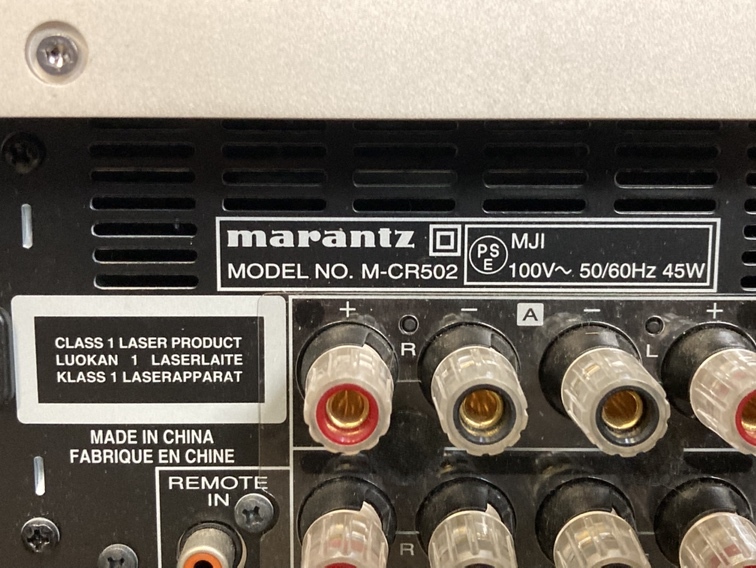 marantz
MODEL NO. M-CR502
PS
E
MJI
100V～ 50/60Hz 45W
CLASS 1 LASER PRODUCT
LUOKAN 1 LASERLAITE
KLASS 1 LASERAPPARAT
MADE IN CHINA
FABRIQUE EN CHINE
REMOTE
IN
+ − A − +
R L
R